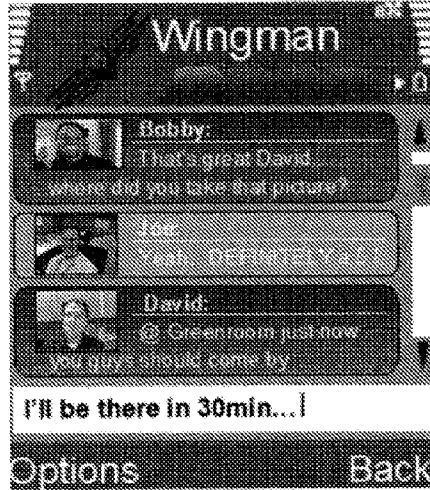 Wingman
Bobby:
That's great David...
where did you take that picture?
Joe:
Yeah... DEFINITELY a
David:
@ Greenroom just now
you guys should come by
I'll be there in 30min...
Options Back